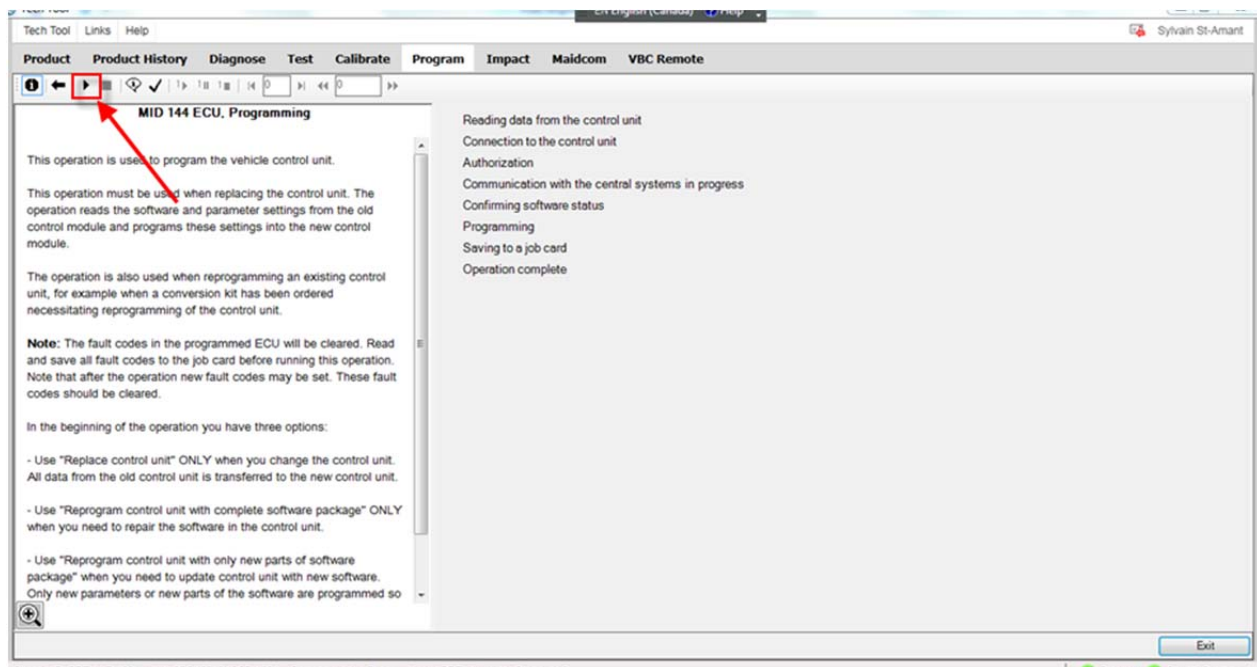 EN English (Canada) Help
Tech Tool Links Help Sylvain St-Amant
Product Product History Diagnose Test Calibrate Program Impact Maidcom VBC Remote
0 0
MID 144 ECU, Programming
This operation is used to program the vehicle control unit.
This operation must be used when replacing the control unit. The
operation reads the software and parameter settings from the old
control module and programs these settings into the new control
module.
The operation is also used when reprogramming an existing control
unit, for example when a conversion kit has been ordered
necessitating reprogramming of the control unit.
Note: The fault codes in the programmed ECU will be cleared. Read
and save all fault codes to the job card before running this operation.
Note that after the operation new fault codes may be set. These fault
codes should be cleared.
In the beginning of the operation you have three options:
- Use "Replace control unit" ONLY when you change the control unit.
All data from the old control unit is transferred to the new control unit.
- Use "Reprogram control unit with complete software package" ONLY
when you need to repair the software in the control unit.
- Use "Reprogram control unit with only new parts of software
package" when you need to update control unit with new software.
Only new parameters or new parts of the software are programmed so
Reading data from the control unit
Connection to the control unit
Authorization
Communication with the central systems in progress
Confirming software status
Programming
Saving to a job card
Operation complete
Exit